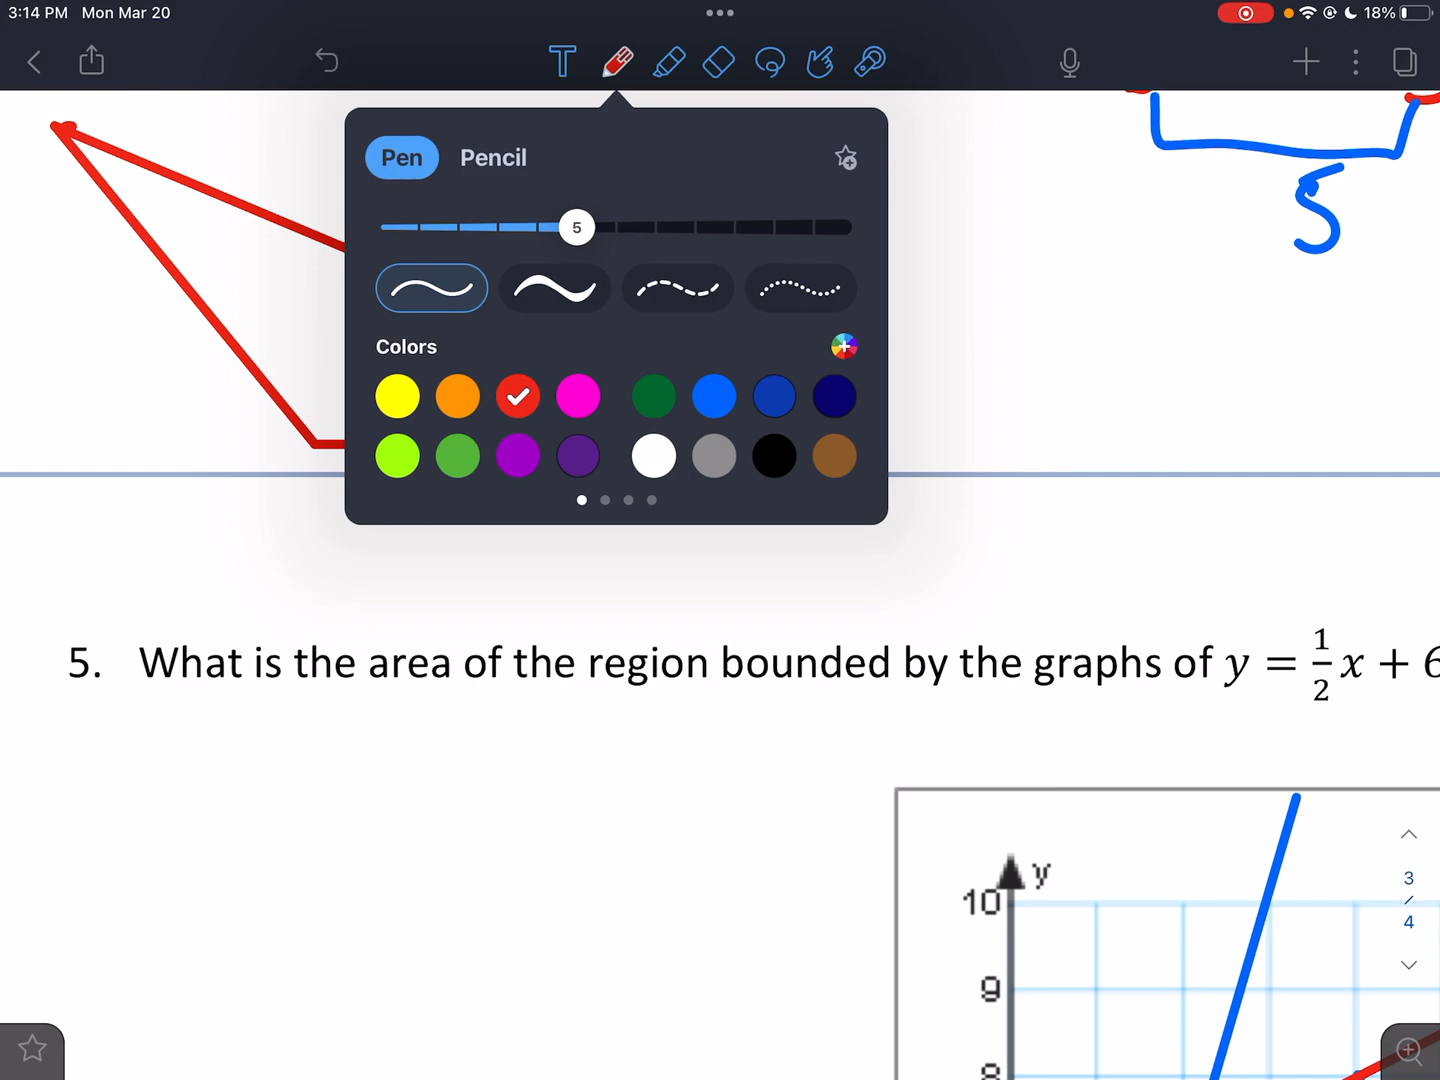 3:14 PM Mon Mar 20
18%
T
Pen Pencil
5
Colors
5
5. What is the area of the region bounded by the graphs of y = 1/2 x + 6
y
10
9
8
3
/
4